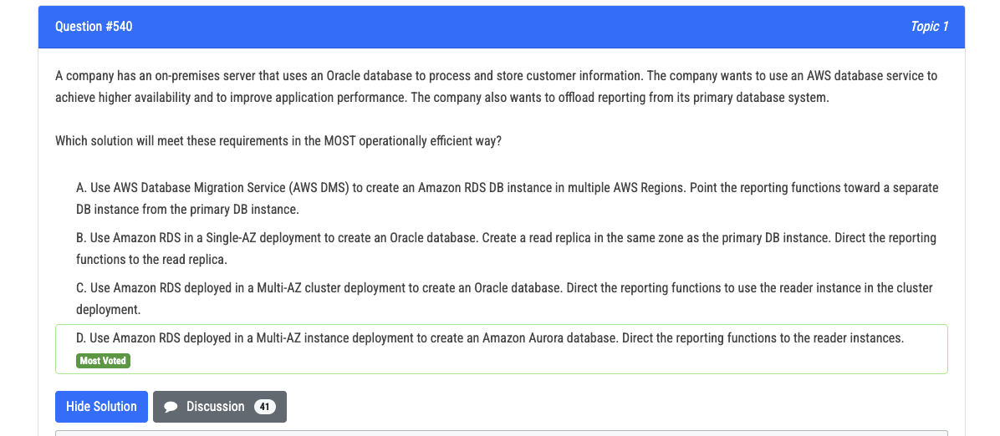 Question #540
Topic 1
A company has an on-premises server that uses an Oracle database to process and store customer information. The company wants to use an AWS database service to
achieve higher availability and to improve application performance. The company also wants to offload reporting from its primary database system.
Which solution will meet these requirements in the MOST operationally efficient way?
A. Use AWS Database Migration Service (AWS DMS) to create an Amazon RDS DB instance in multiple AWS Regions. Point the reporting functions toward a separate
DB instance from the primary DB instance.
B. Use Amazon RDS in a Single-AZ deployment to create an Oracle database. Create a read replica in the same zone as the primary DB instance. Direct the reporting
functions to the read replica.
C. Use Amazon RDS deployed in a Multi-AZ cluster deployment to create an Oracle database. Direct the reporting functions to use the reader instance in the cluster
deployment.
D. Use Amazon RDS deployed in a Multi-AZ instance deployment to create an Amazon Aurora database. Direct the reporting functions to the reader instances.
Most Voted
Hide Solution
Discussion 41